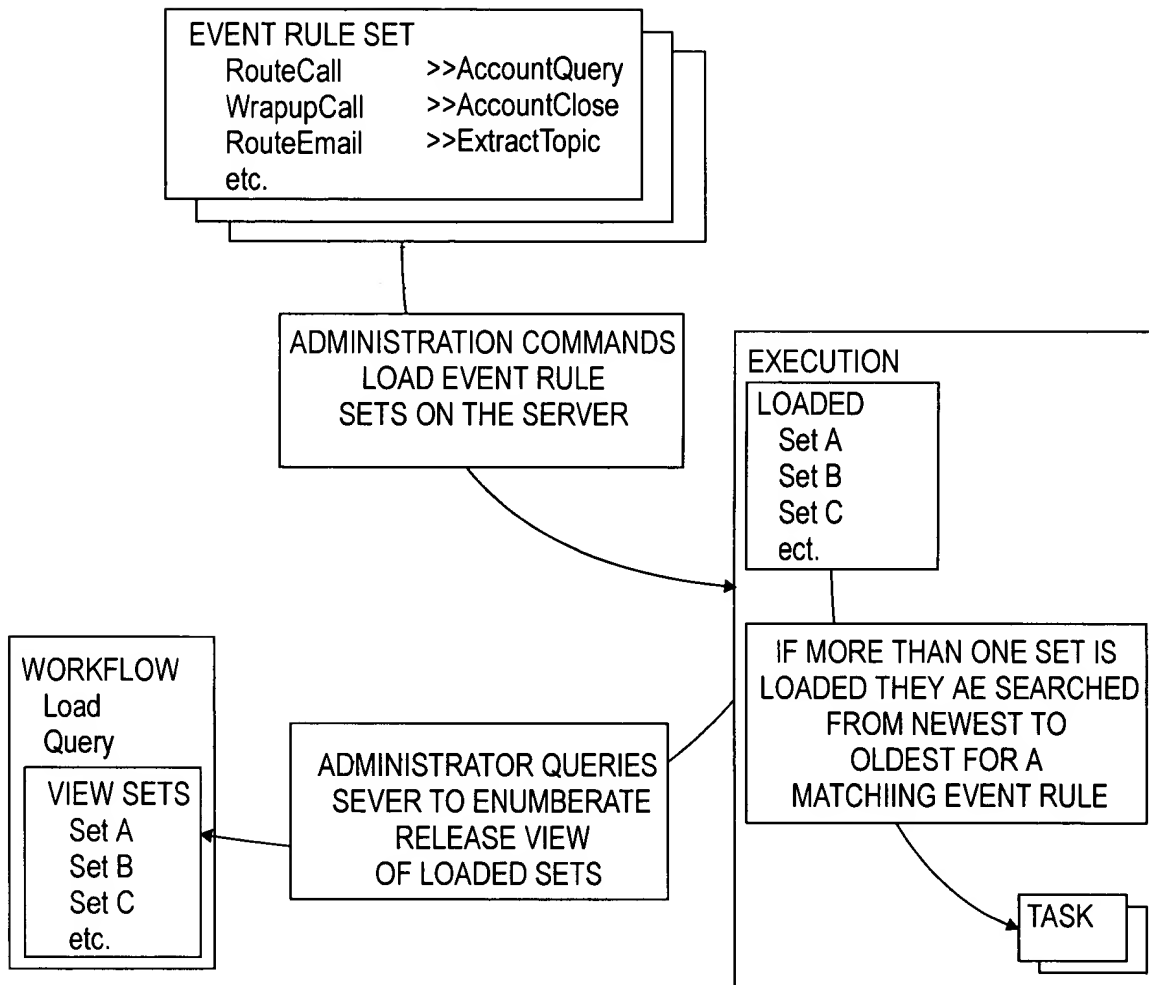 EVENT RULE SET
RouteCall >>AccountQuery
WrapupCall >>AccountClose
RouteEmail >>ExtractTopic
etc.
ADMINISTRATION COMMANDS
LOAD EVENT RULE
SETS ON THE SERVER
EXECUTION
LOADED
Set A
Set B
Set C
ect.
IF MORE THAN ONE SET IS
LOADED THEY AE SEARCHED
FROM NEWEST TO
OLDEST FOR A
MATCHIING EVENT RULE
WORKFLOW
Load
Query
VIEW SETS
Set A
Set B
Set C
etc.
ADMINISTRATOR QUERIES
SEVER TO ENUMBERATE
RELEASE VIEW
OF LOADED SETS
TASK